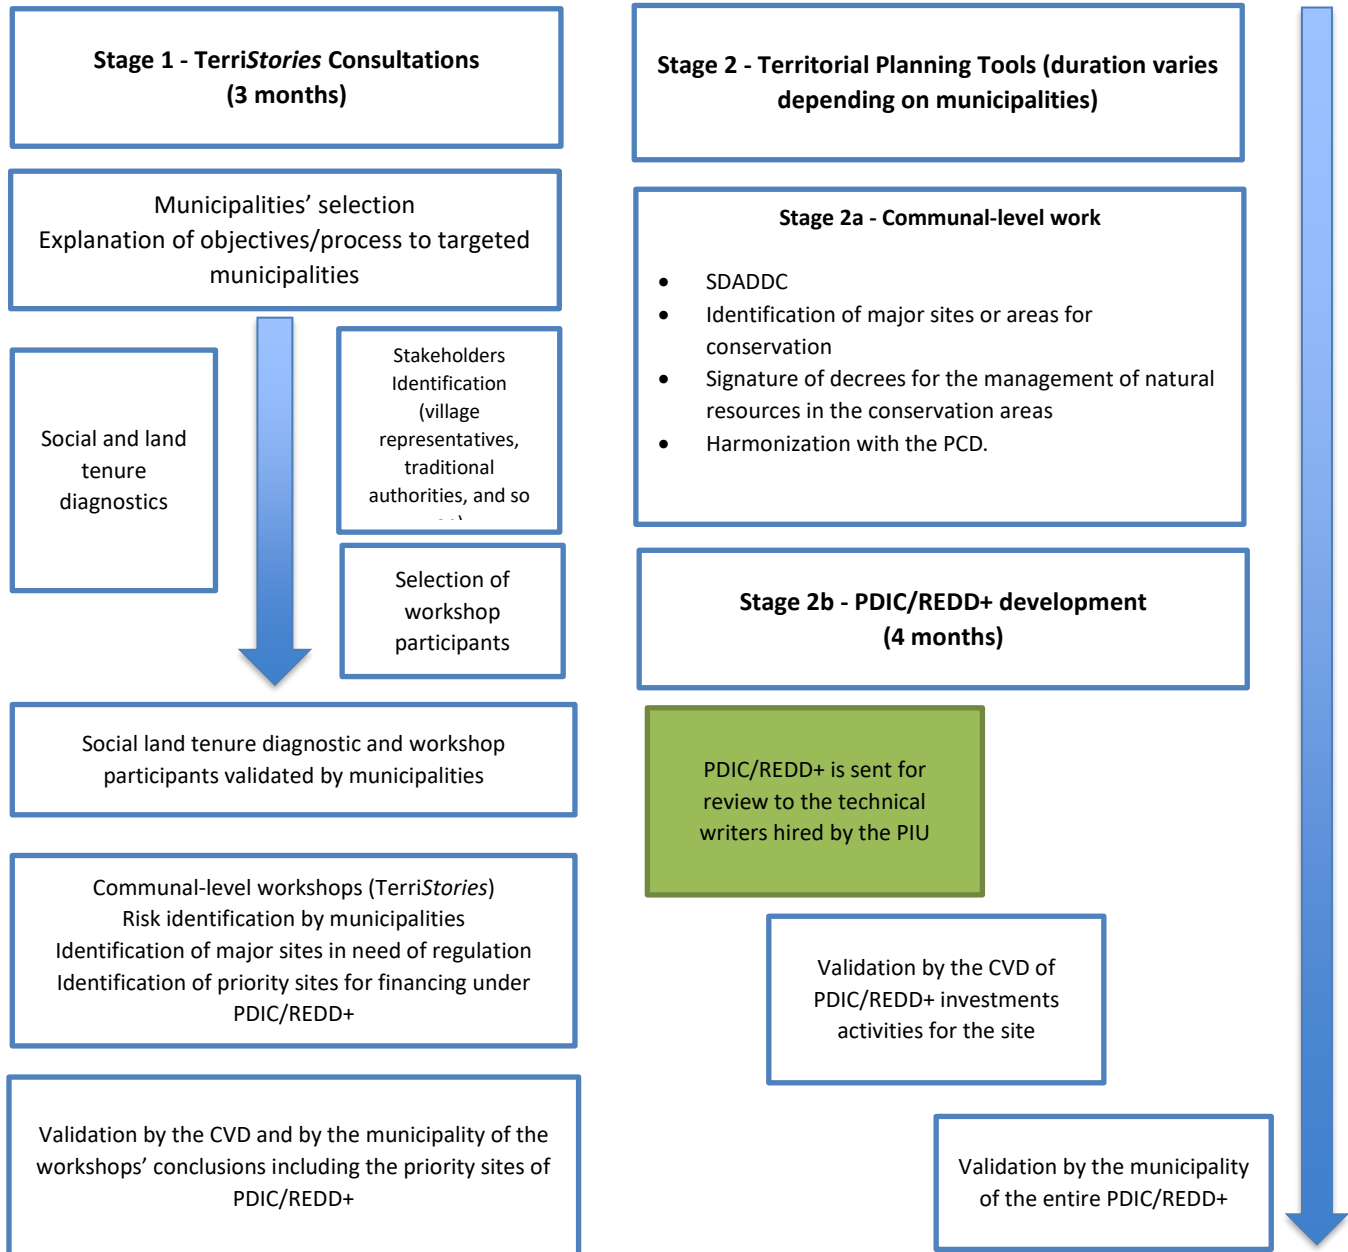 Stage 1 - TerriStories Consultations
(3 months)
Municipalities’ selection
Explanation of objectives/process to targeted
municipalities
Social and land
tenure
diagnostics
Stakeholders
Identification
(village
representatives,
traditional
authorities, and so
Selection of
workshop
participants
Social land tenure diagnostic and workshop
participants validated by municipalities
Communal-level workshops (TerriStories)
Risk identification by municipalities
Identification of major sites in need of regulation
Identification of priority sites for financing under
PDIC/REDD+
Validation by the CVD and by the municipality of the
workshops’ conclusions including the priority sites of
PDIC/REDD+
Stage 2 - Territorial Planning Tools (duration varies
depending on municipalities)
Stage 2a - Communal-level work
• SDADDC
• Identification of major sites or areas for
conservation
• Signature of decrees for the management of natural
resources in the conservation areas
• Harmonization with the PCD.
Stage 2b - PDIC/REDD+ development
(4 months)
PDIC/REDD+ is sent for
review to the technical
writers hired by the PIU
Validation by the CVD of
PDIC/REDD+ investments
activities for the site
Validation by the municipality
of the entire PDIC/REDD+